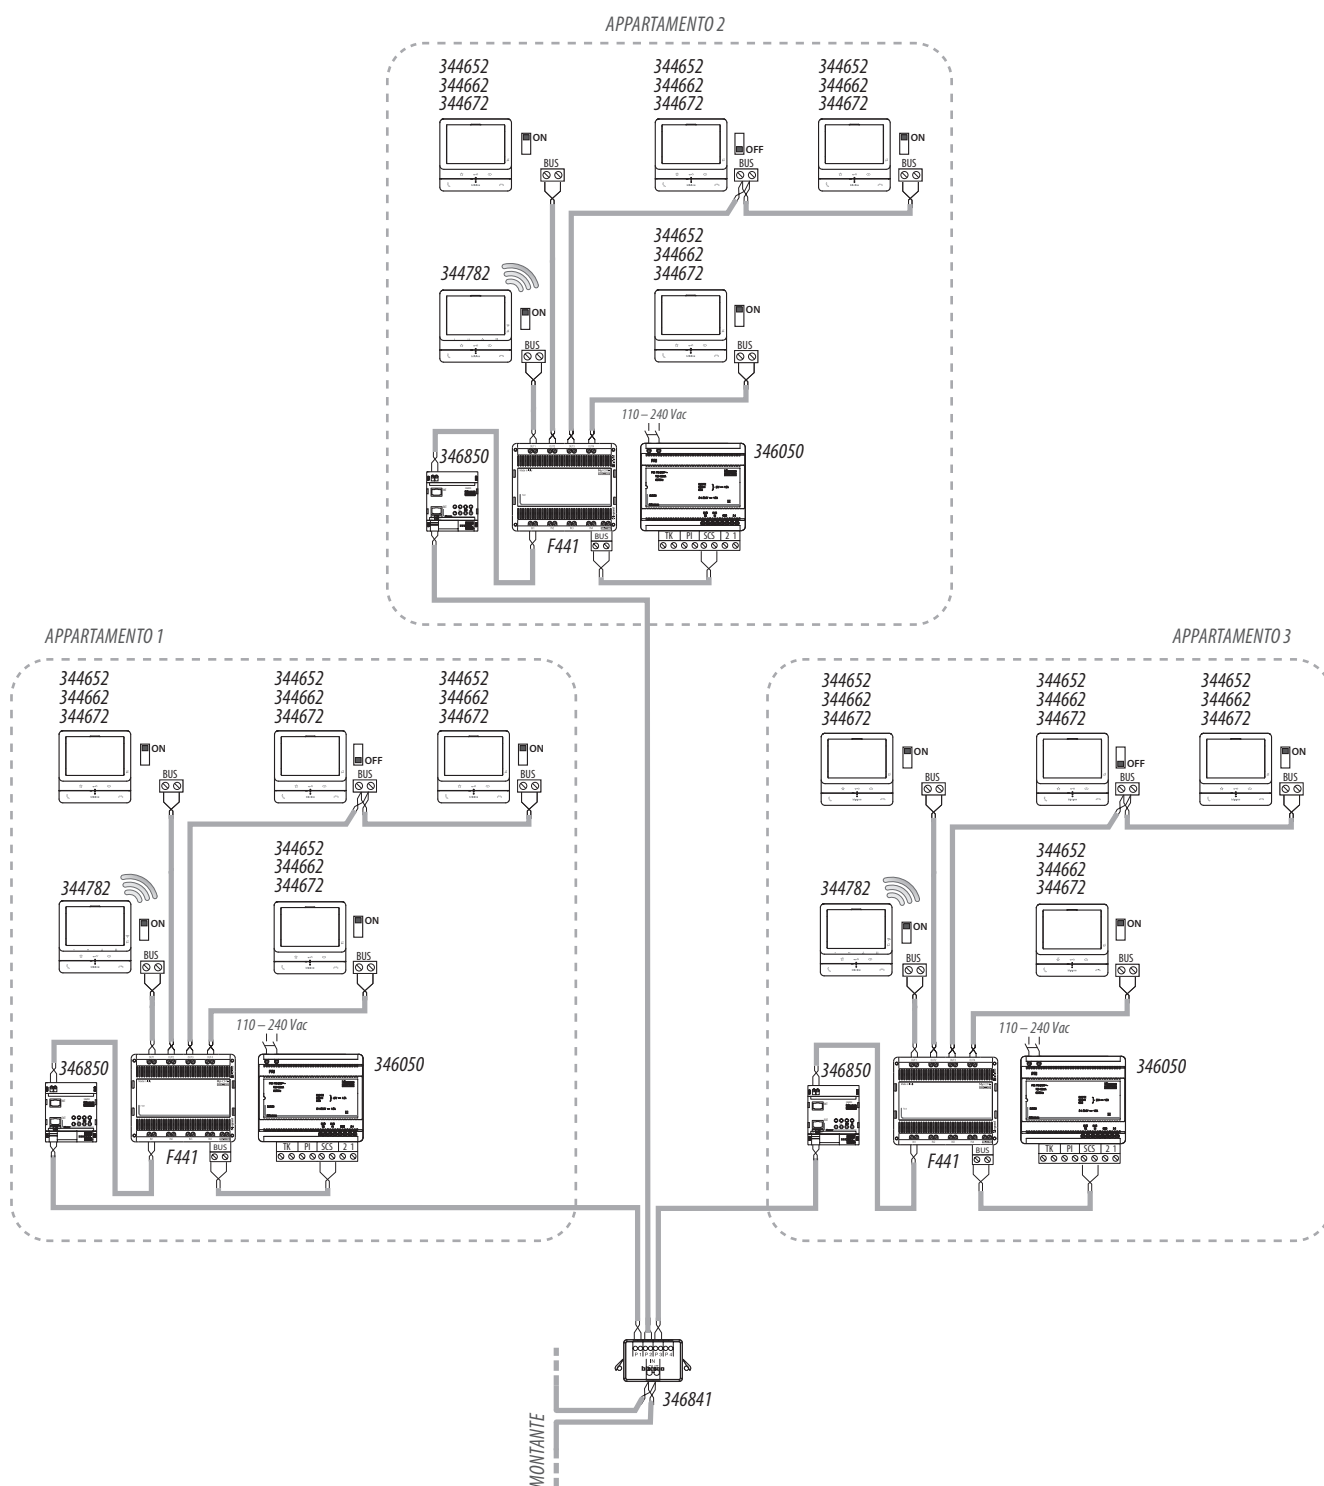 APPARTAMENTO 2
344652
344662
344672
ON
BUS
344652
344662
344672
OFF
BUS
344652
344662
344672
ON
BUS
344782
ON
BUS
344652
344662
344672
ON
BUS
110 – 240 Vac
346850
F441
BUS
346050
TK PI SCS 2 1
APPARTAMENTO 1
344652
344662
344672
ON
BUS
344652
344662
344672
OFF
BUS
344652
344662
344672
ON
BUS
344782
ON
BUS
344652
344662
344672
ON
BUS
110 – 240 Vac
346850
F441
BUS
346050
TK PI SCS 2 1
APPARTAMENTO 3
344652
344662
344672
ON
BUS
344652
344662
344672
OFF
BUS
344652
344662
344672
ON
BUS
344782
ON
BUS
344652
344662
344672
ON
BUS
110 – 240 Vac
346850
F441
BUS
346050
TK PI SCS 2 1
P 1 P 2 P 3 P 4
IN
346841
MONTANTE